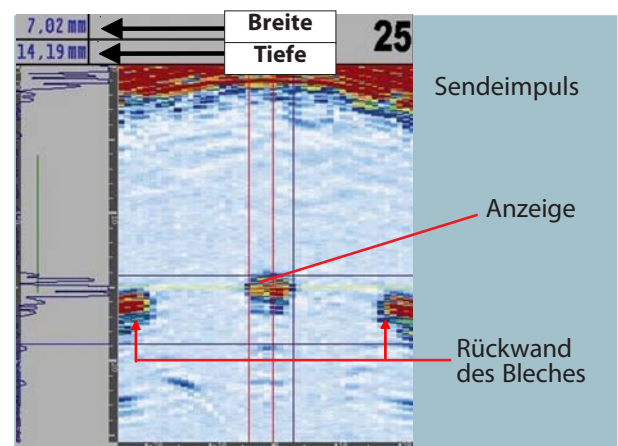 7,02 mm
Breite
14,19 mm
Tiefe
25
Sendeimpuls
Anzeige
Rückwand
des Bleches